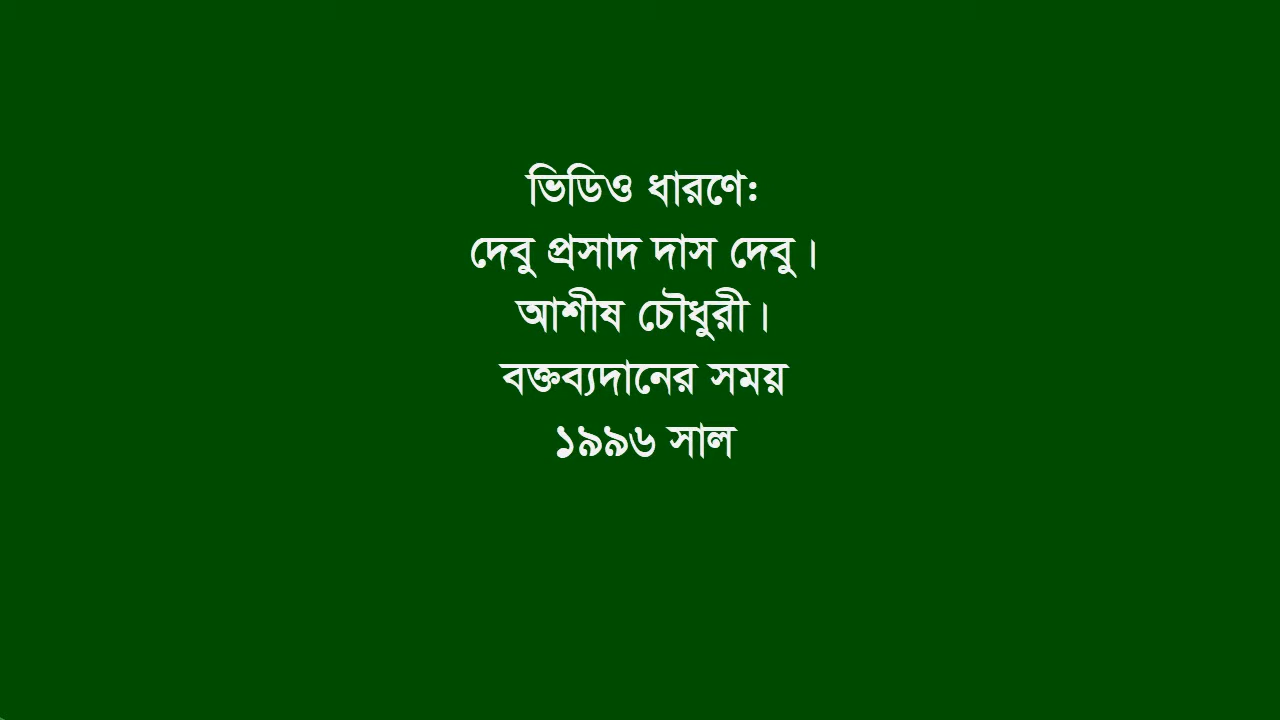 ভিডিও ধারণে:
দেবু প্রসাদ দাস দেবু।
আশীষ চৌধুরী।
বক্তব্যদানের সময়
১৯৯৬ সাল